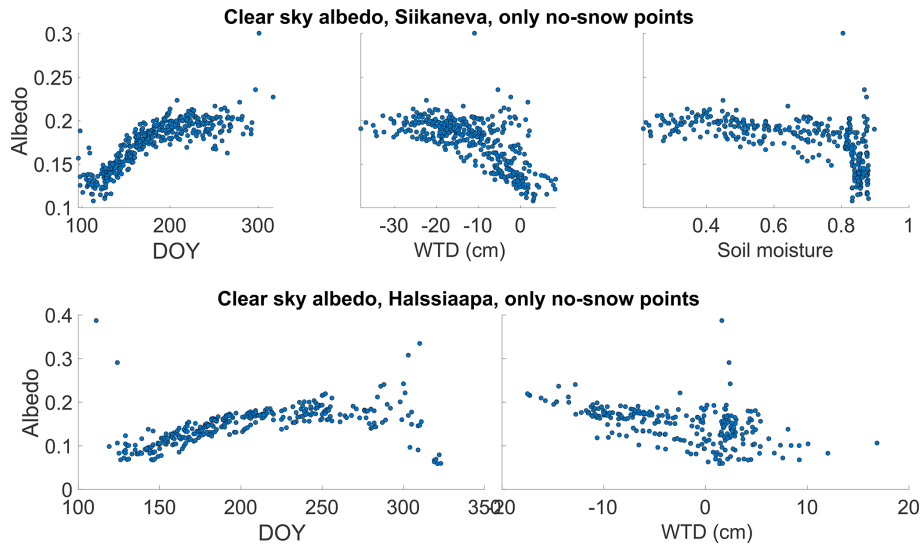 Clear sky albedo, Siikaneva, only no-snow points
0.3
0.25
0.2
0.15
0.1
Albedo
100 200 300
DOY
-30 -20 -10 0
WTD (cm)
0.4 0.6 0.8 1
Soil moisture
Clear sky albedo, Halssiaapa, only no-snow points
0.4
0.3
0.2
0.1
0
Albedo
100 150 200 250 300 350
DOY
-20 -10 0 10 20
WTD (cm)